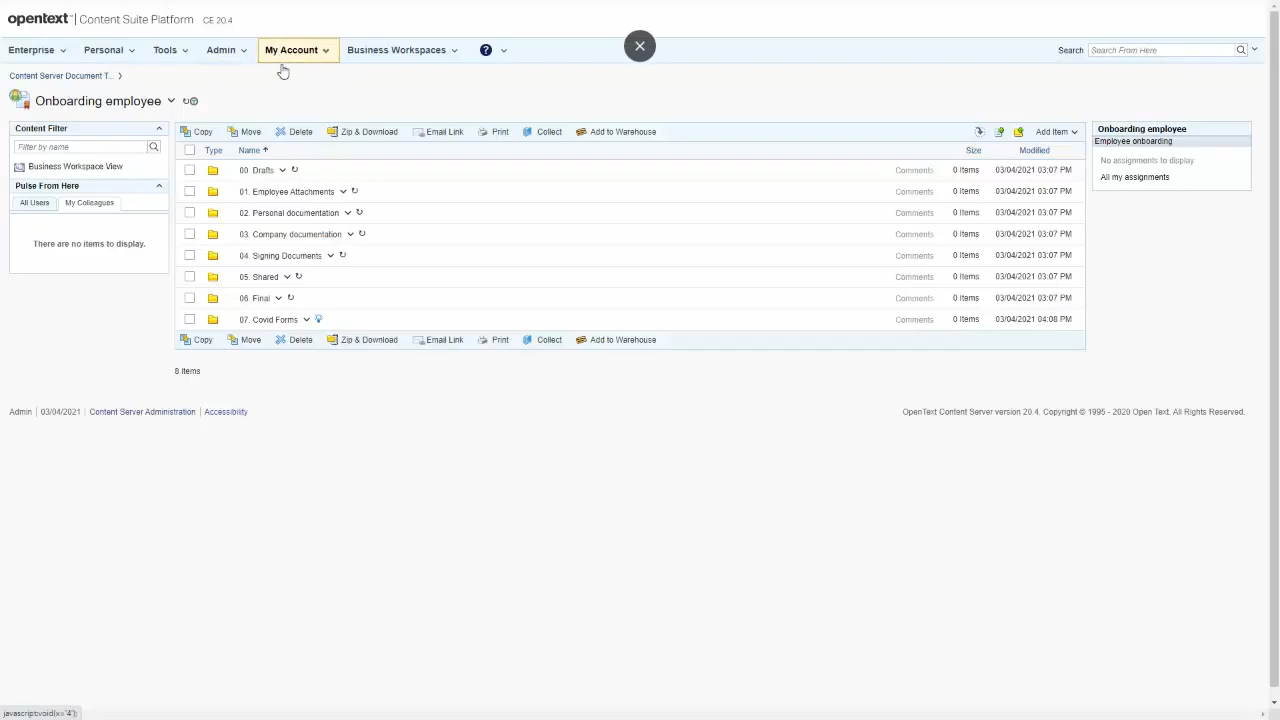 opentext™ | Content Suite Platform CE 20.4
Enterprise Personal Tools Admin My Account Business Workspaces ? Search Search From Here
Content Server Document T...
Onboarding employee
Content Filter
Filter by name
Business Workspace View
Pulse From Here
All Users My Colleagues
There are no items to display.
Copy Move Delete Zip & Download Email Link Print Collect Add to Warehouse Add Item
Type Name Size Modified
00. Drafts Comments 0 Items 03/04/2021 03:07 PM
01. Employee Attachments Comments 0 Items 03/04/2021 03:07 PM
02. Personal documentation Comments 0 Items 03/04/2021 03:07 PM
03. Company documentation Comments 0 Items 03/04/2021 03:07 PM
04. Signing Documents Comments 0 Items 03/04/2021 03:07 PM
05. Shared Comments 0 Items 03/04/2021 03:07 PM
06. Final Comments 0 Items 03/04/2021 03:07 PM
07. Covid Forms Comments 0 Items 03/04/2021 04:08 PM
Copy Move Delete Zip & Download Email Link Print Collect Add to Warehouse
8 Items
Onboarding employee
Employee onboarding
No assignments to display
All my assignments
Admin | 03/04/2021 | Content Server Administration | Accessibility
OpenText Content Server version 20.4. Copyright © 1995 - 2020 Open Text. All Rights Reserved.
javascript:void(x='4');